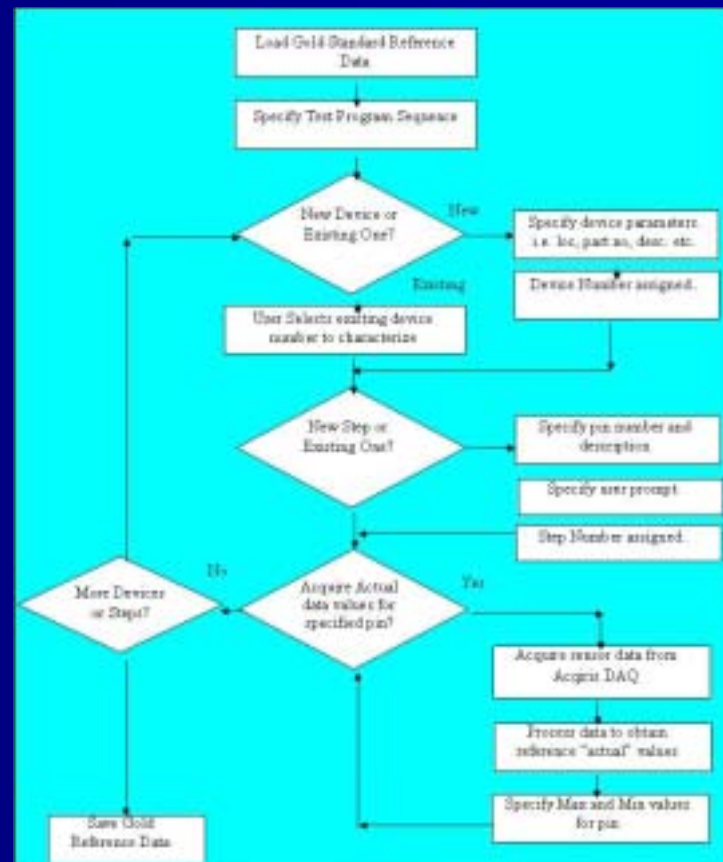 Load Gold Standard Reference
Data
Specify Test Program Sequence
New Device or
Existing One?
New
Specify device parameters
i.e. loc, part no, desc. etc.
Existing
Device Number assigned.
User Selects existing device
number to characterize
New Step or
Existing One?
Specify pin number and
description
Specify user prompt
Step Number assigned.
More Devices
or Steps?
No
Acquire Actual
data values for
specified pin?
Yes
Acquire sensor data from
Acqiris DAQ
Process data to obtain
reference "actual" values
Specify Max and Min values
for pin
Save Gold
Reference Data